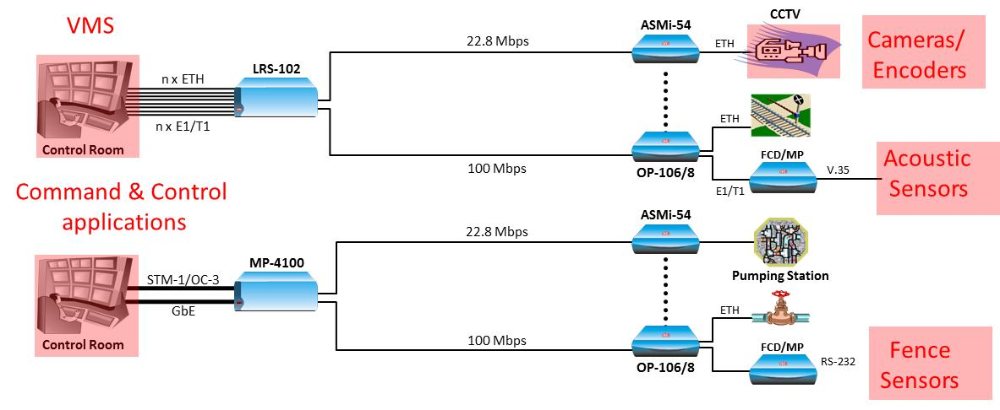 VMS
n x ETH
n x E1/T1
Control Room
LRS-102
22.8 Mbps
100 Mbps
ASMi-54
ETH
CCTV
Cameras/
Encoders
OP-106/8
ETH
E1/T1
FCD/MP
V.35
Acoustic
Sensors
Command & Control
applications
STM-1/OC-3
GbE
Control Room
MP-4100
22.8 Mbps
100 Mbps
ASMi-54
Pumping Station
OP-106/8
ETH
FCD/MP
RS-232
Fence
Sensors